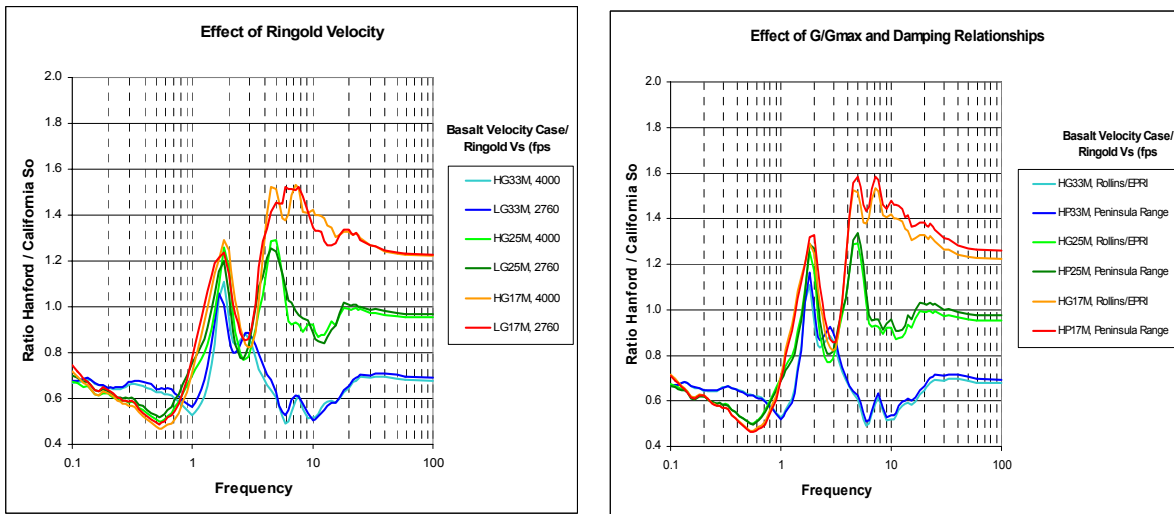 Effect of Ringold Velocity
2.0
1.8
1.6
1.4
1.2
1.0
0.8
0.6
0.4
Ratio Hanford / California So
0.1
1
10
100
Frequency
Basalt Velocity Case/
Ringold Vs (fps
HG33M, 4000
LG33M, 2760
HG25M, 4000
LG25M, 2760
HG17M, 4000
LG17M, 2760
Effect of G/Gmax and Damping Relationships
2.0
1.8
1.6
1.4
1.2
1.0
0.8
0.6
0.4
Ratio Hanford / California So
0.1
1
10
100
Frequency
Basalt Velocity Case/
Ringold Vs (fps
HG33M, Rollins/EPRI
HP33M, Peninsula Range
HG25M, Rollins/EPRI
HP25M, Peninsula Range
HG17M, Rollins/EPRI
HP17M, Peninsula Range